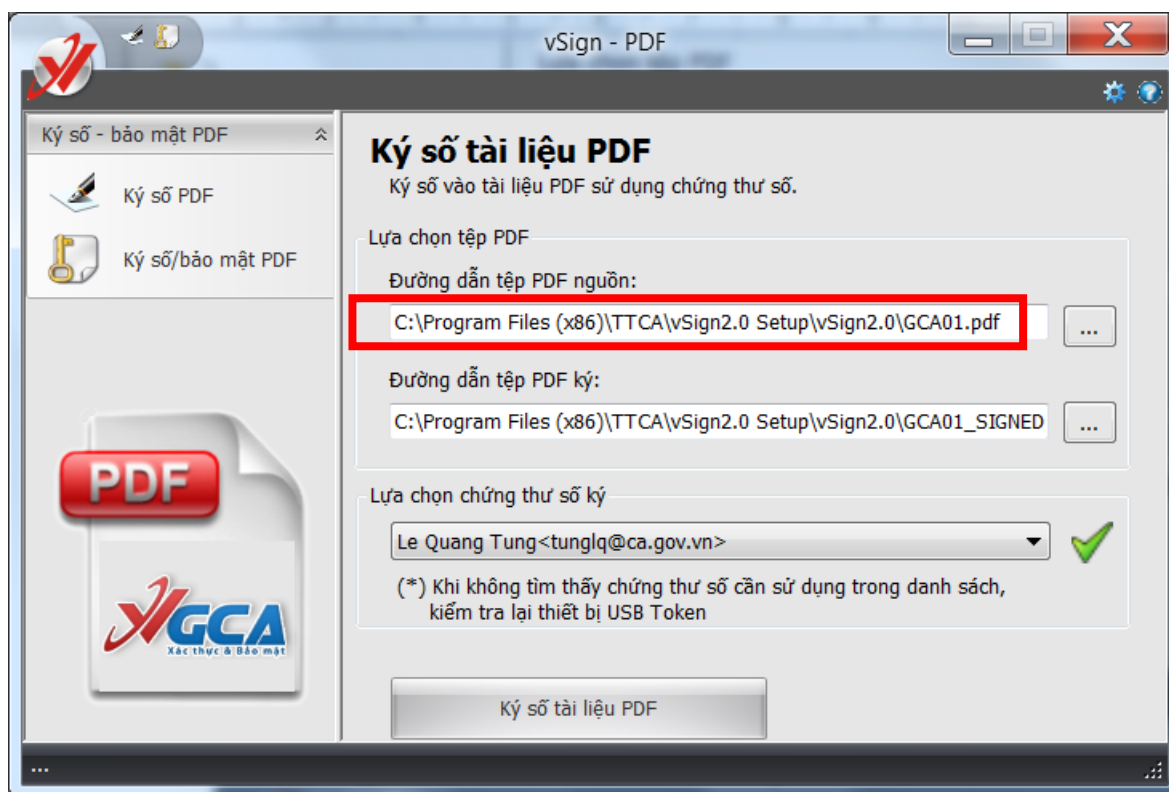 vSign - PDF
Ký số - bảo mật PDF
Ký số PDF
Ký số/bảo mật PDF
PDF
GCA
Xác thực & Bảo mật
Ký số tài liệu PDF
Ký số vào tài liệu PDF sử dụng chứng thư số.
Lựa chọn tệp PDF
Đường dẫn tệp PDF nguồn:
C:\Program Files (x86)\TTCA\vSign2.0 Setup\vSign2.0\GCA01.pdf
...
Đường dẫn tệp PDF ký:
C:\Program Files (x86)\TTCA\vSign2.0 Setup\vSign2.0\GCA01_SIGNED
...
Lựa chọn chứng thư số ký
Le Quang Tung<tunglq@ca.gov.vn>
(*) Khi không tìm thấy chứng thư số cần sử dụng trong danh sách,
kiểm tra lại thiết bị USB Token
Ký số tài liệu PDF
...